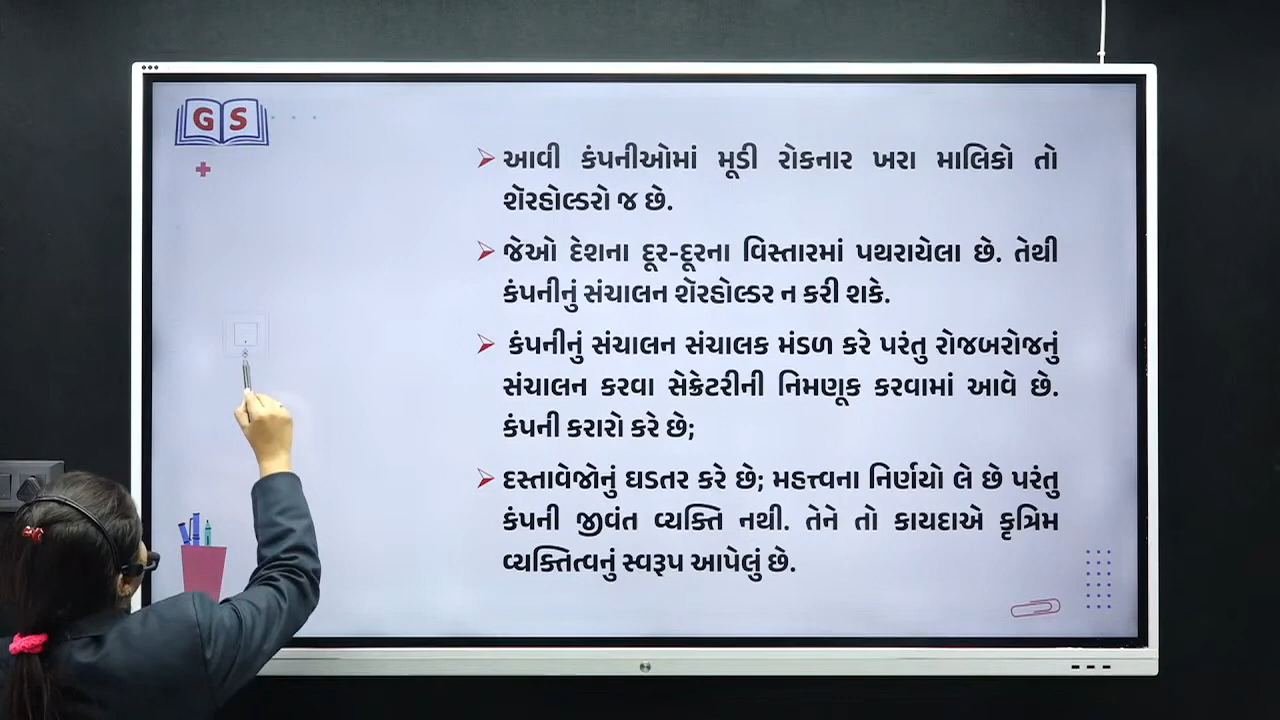 G S
આવી કંપનીઓમાં મૂડી રોકનાર ખરા માલિકો તો
શૅરહોલ્ડરો જ છે.
જેઓ દેશના દૂર-દૂરના વિસ્તારમાં પથરાયેલા છે. તેથી
કંપનીનું સંચાલન શૅરહોલ્ડર ન કરી શકે.
કંપનીનું સંચાલન સંચાલક મંડળ કરે પરંતુ રોજબરોજનું
સંચાલન કરવા સેક્રેટરીની નિમણૂક કરવામાં આવે છે.
કંપની કરારો કરે છે;
દસ્તાવેજોનું ઘડતર કરે છે; મહત્ત્વના નિર્ણયો લે છે પરંતુ
કંપની જીવંત વ્યક્તિ નથી. તેને તો કાયદાએ કૃત્રિમ
વ્યક્તિત્વનું સ્વરૂપ આપેલું છે.